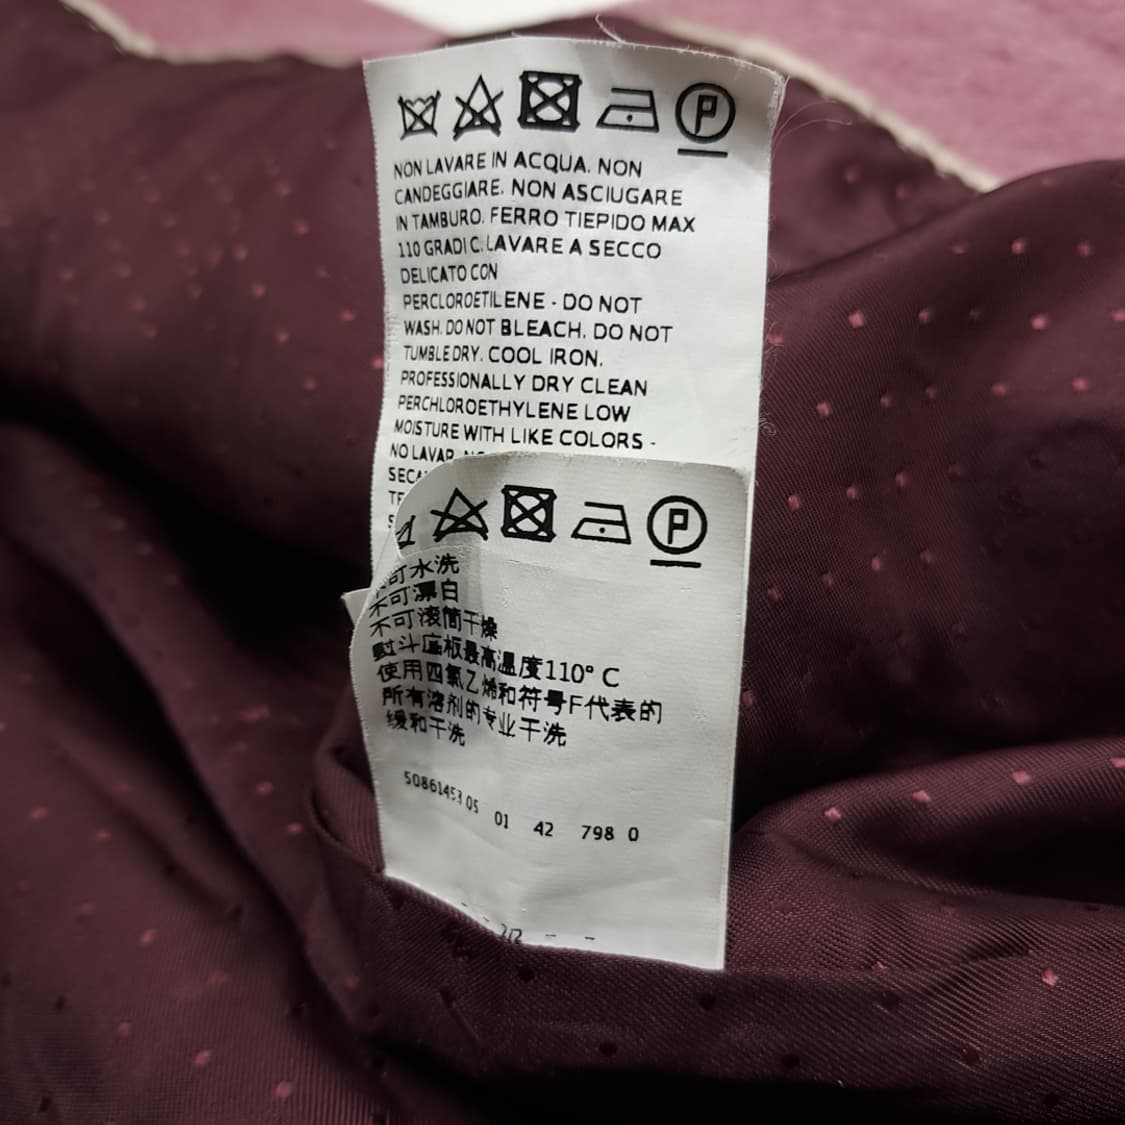 P
NON LAVARE IN ACQUA. NON
CANDEGGIARE. NON ASCIUGARE
IN TAMBURO. FERRO TIEPIDO MAX
110 GRADI C. LAVARE A SECCO
DELICATO CON
PERCLOROETILENE - DO NOT
WASH. DO NOT BLEACH. DO NOT
TUMBLE DRY. COOL IRON.
PROFESSIONALLY DRY CLEAN
PERCHLOROETHYLENE LOW
MOISTURE WITH LIKE COLORS -
NO LAVAR.
P
不可水洗
不可漂白
不可滚筒干燥
熨斗底板最高温度110° C
使用四氯乙烯和符号F代表的
所有溶剂的专业干洗
缓和干洗
50861453 05 01 42 798 0
2/2